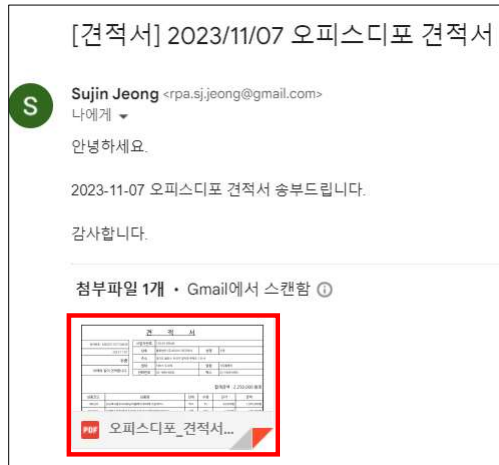 [견적서] 2023/11/07 오피스디포 견적서
S
Sujin Jeong <rpa.sj.jeong@gmail.com>
나에게
안녕하세요.
2023-11-07 오피스디포 견적서 송부드립니다.
감사합니다.
첨부파일 1개 • Gmail에서 스캔함
견 적 서
PDF 오피스디포_견적서...